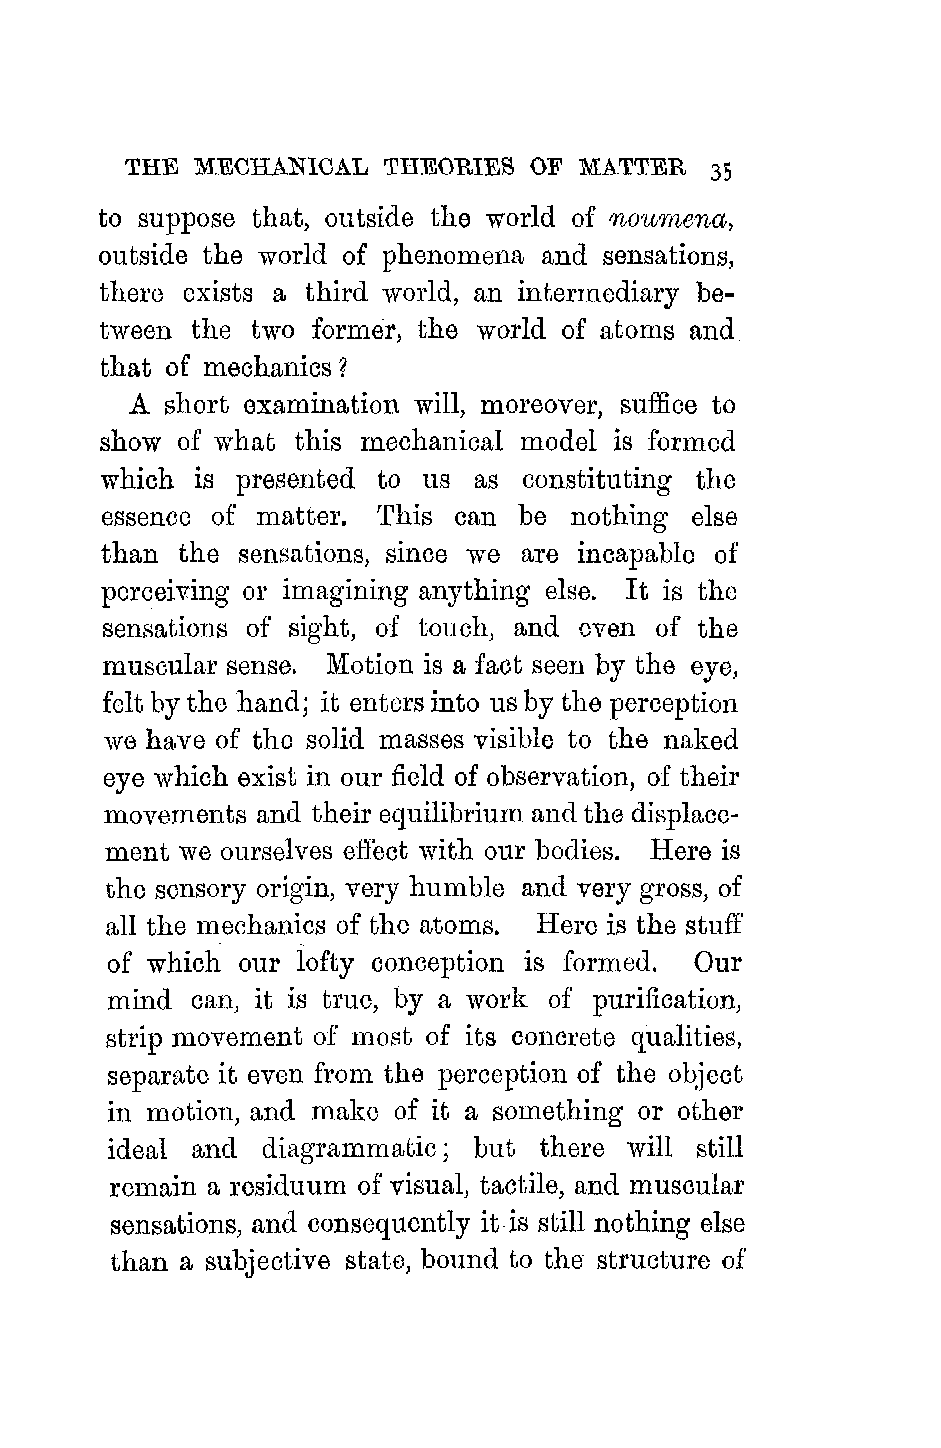 THE MECHANICAL THEORIES OF MATTER 35
to suppose that, outside the world of noumena,
outside the world of phenomena and sensations,
there exists a third world, an intermediary be-
tween the two former, the world of atoms and
that of mechanics?
A short examination will, moreover, suffice to
show of what this mechanical model is formed
which is presented to us as constituting the
essence of matter. This can be nothing else
than the sensations, since we are incapable of
perceiving or imagining anything else. It is the
sensations of sight, of touch, and even of the
muscular sense. Motion is a fact seen by the eye,
felt by the hand; it enters into us by the perception
we have of the solid masses visible to the naked
eye which exist in our field of observation, of their
movements and their equilibrium and the displace-
ment we ourselves effect with our bodies. Here is
the sensory origin, very humble and very gross, of
all the mechanics of the atoms. Here is the stuff
of which our lofty conception is formed. Our
mind can, it is true, by a work of purification,
strip movement of most of its concrete qualities,
separate it even from the perception of the object
in motion, and make of it a something or other
ideal and diagrammatic; but there will still
remain a residuum of visual, tactile, and muscular
sensations, and consequently it is still nothing else
than a subjective state, bound to the structure of